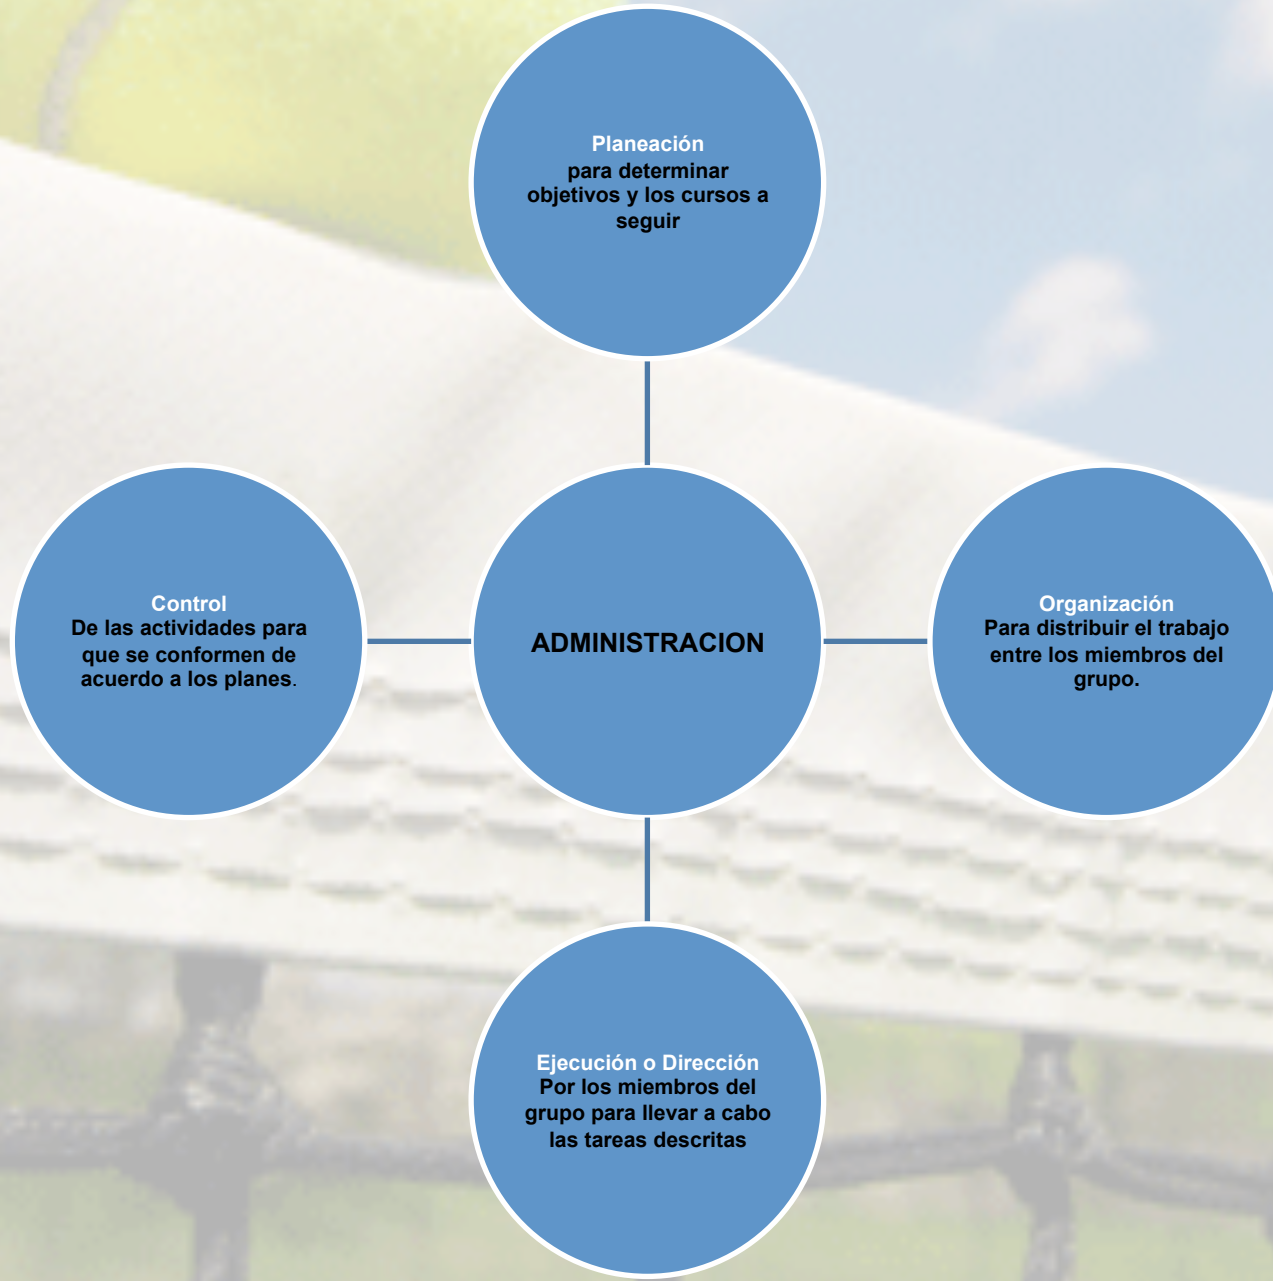 Planeación
para determinar
objetivos y los cursos a
seguir
Control
De las actividades para
que se conformen de
acuerdo a los planes.
ADMINISTRACION
Organización
Para distribuir el trabajo
entre los miembros del
grupo.
Ejecución o Dirección
Por los miembros del
grupo para llevar a cabo
las tareas descritas